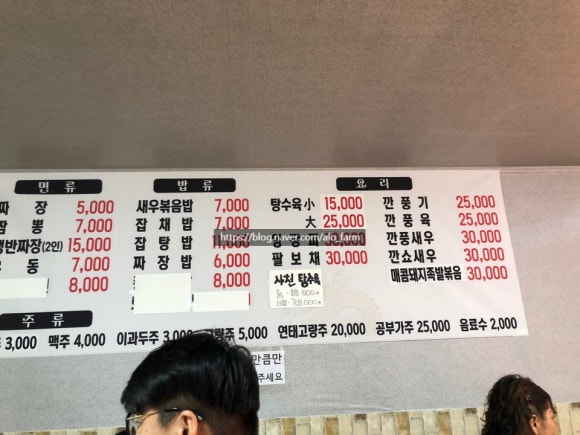 면류
짜장 5,000
짬뽕 7,000
쟁반짜장(2인) 15,000
우동 7,000
8,000
밥류
새우볶음밥 7,000
잡채밥 7,000
잡탕밥
짜장밥 6,000
8,000
요리
탕수육小 15,000
大 25,000
팔보채 30,000
사천 탕수육
깐풍기 25,000
깐풍육 25,000
깐풍새우 30,000
깐쇼새우 30,000
매콤돼지족발볶음 30,000
주류
3,000 맥주 4,000 이과두주 3,000 고량주 5,000 연태고량주 20,000 공부가주 25,000 음료수 2,000
만큼만
주세요
https://blog.naver.com/alo_farm